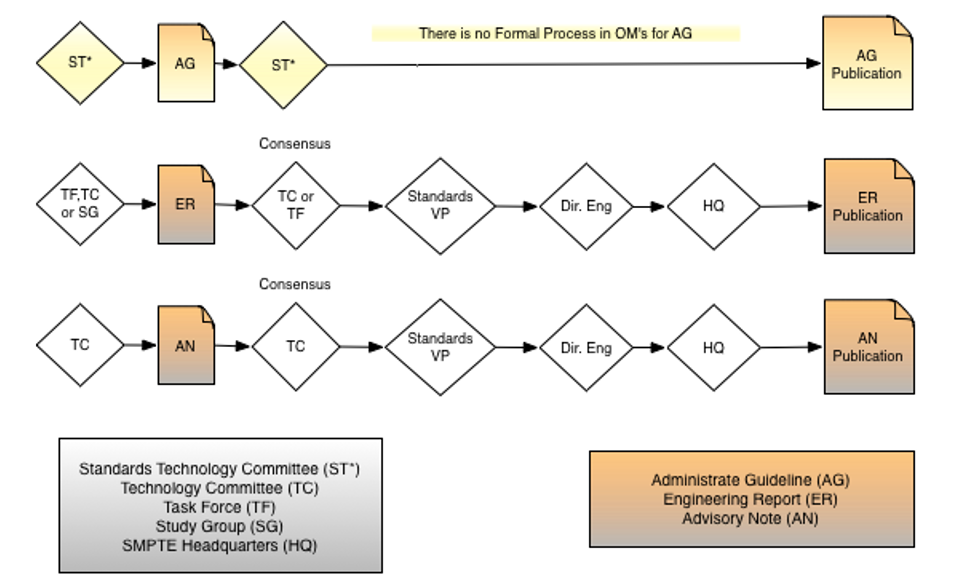 There is no Formal Process in OM's for AG
ST*
AG
ST*
AG
Publication
Consensus
TF,TC
or SG
ER
TC or
TF
Standards
VP
Dir. Eng
HQ
ER
Publication
Consensus
TC
AN
TC
Standards
VP
Dir. Eng
HQ
AN
Publication
Standards Technology Committee (ST*)
Technology Committee (TC)
Task Force (TF)
Study Group (SG)
SMPTE Headquarters (HQ)
Administrate Guideline (AG)
Engineering Report (ER)
Advisory Note (AN)